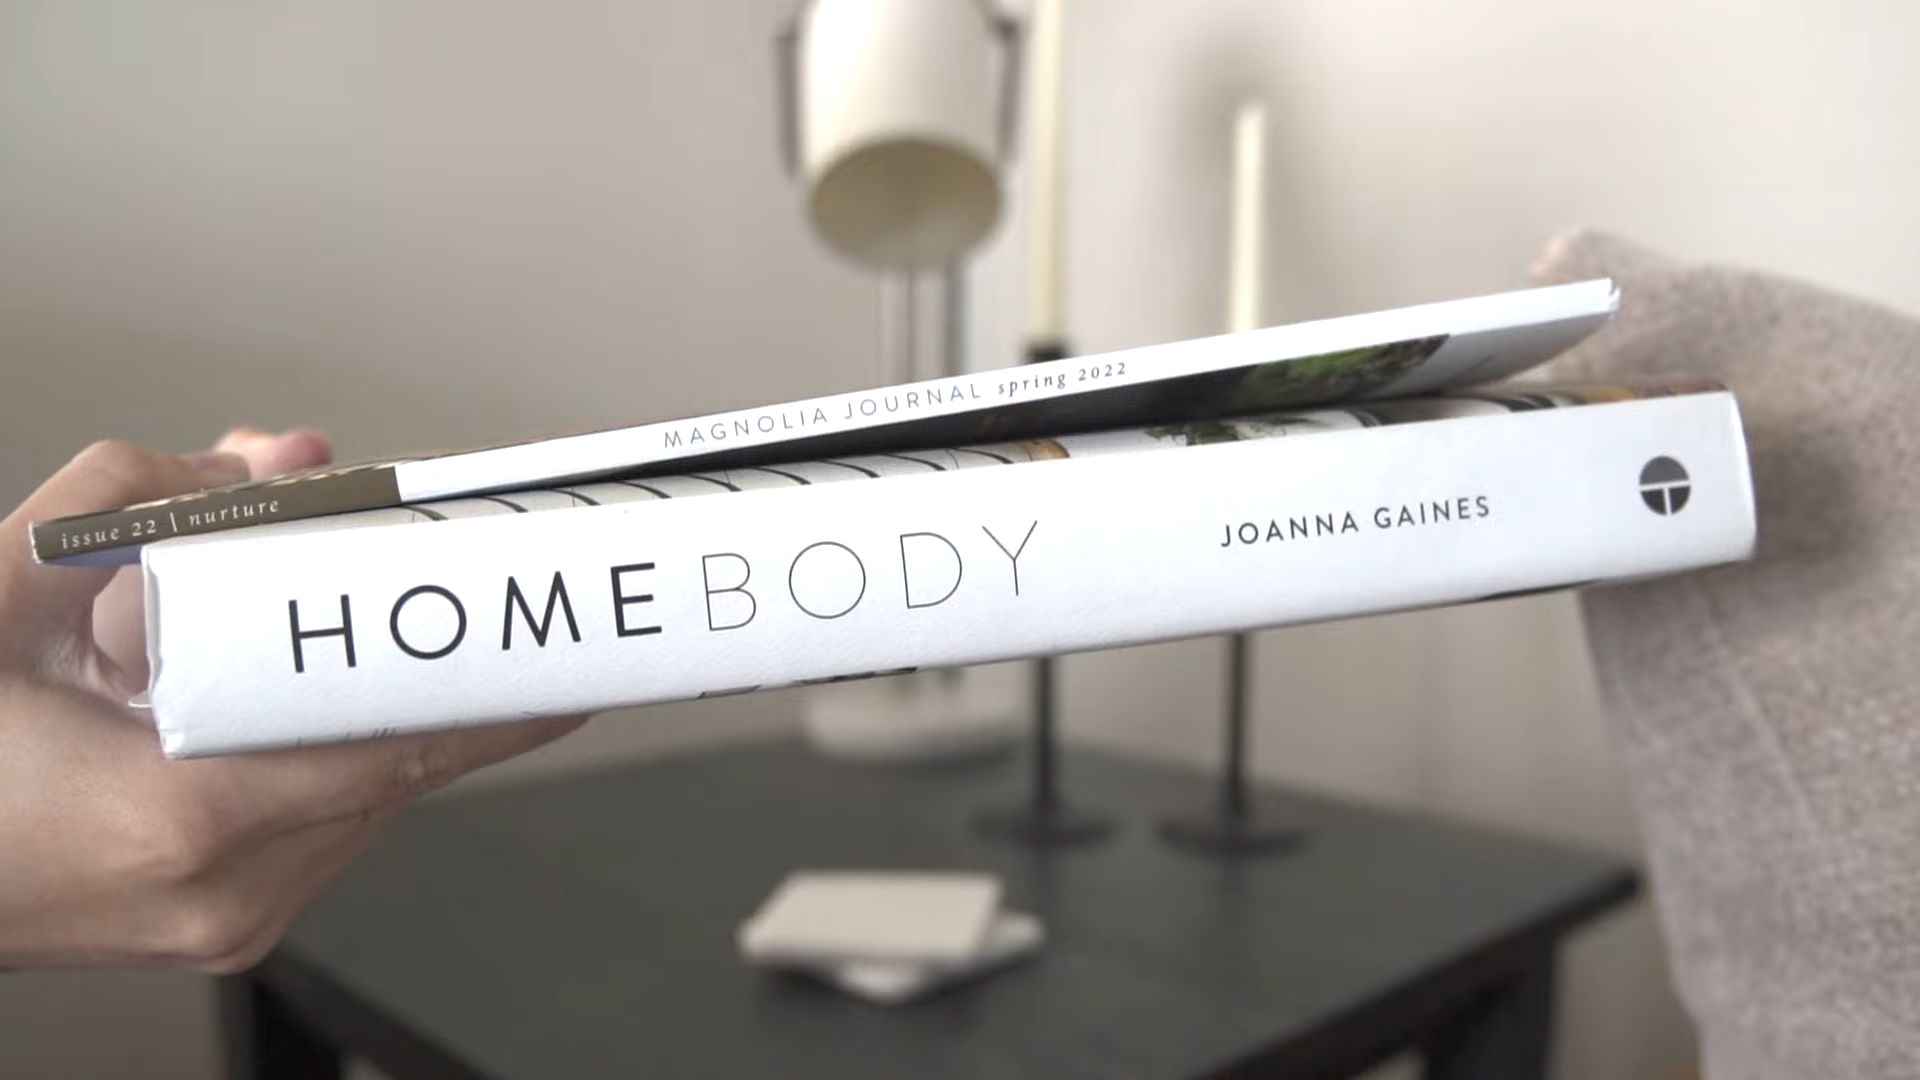 issue 22 | nurture
MAGNOLIA JOURNAL spring 2022
HOMEBODY
JOANNA GAINES